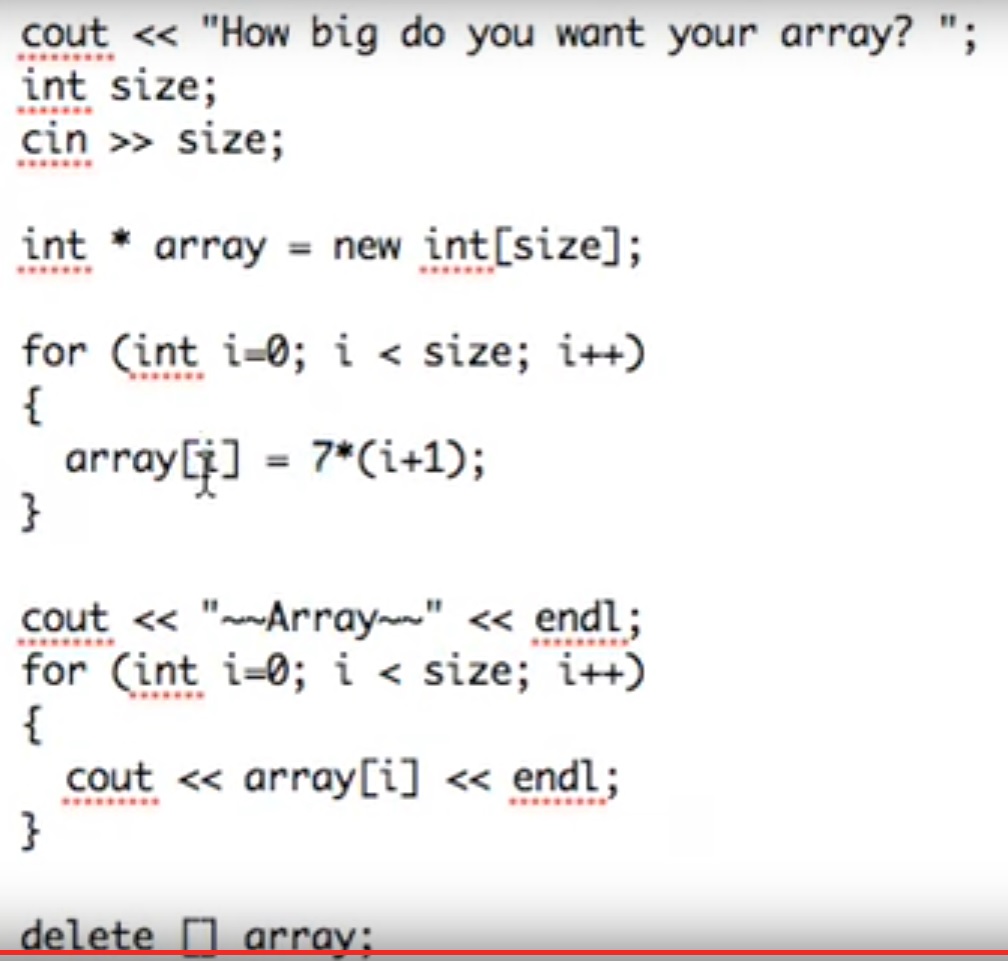 cout << "How big do you want your array? ";
int size;
cin >> size;
int * array = new int[size];
for (int i=0; i < size; i++)
{
array[i] = 7*(i+1);
}
cout << "~~Array~~" << endl;
for (int i=0; i < size; i++)
{
cout << array[i] << endl;
}
delete [] array;